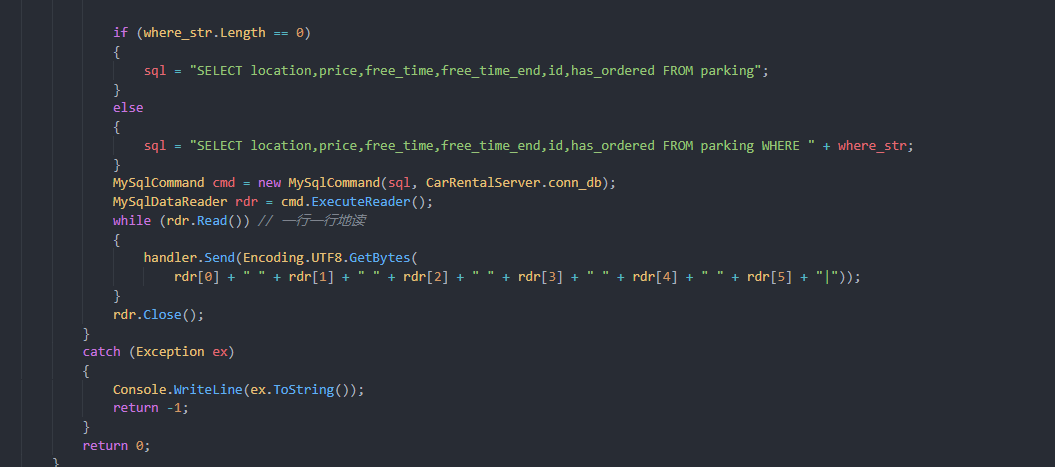 if (where_str.Length == 0)
{
sql = "SELECT location,price,free_time,free_time_end,id,has_ordered FROM parking";
}
else
{
sql = "SELECT location,price,free_time,free_time_end,id,has_ordered FROM parking WHERE " + where_str;
}
MySqlCommand cmd = new MySqlCommand(sql, CarRentalServer.conn_db);
MySqlDataReader rdr = cmd.ExecuteReader();
while (rdr.Read()) // 一行一行地读
{
handler.Send(Encoding.UTF8.GetBytes(
rdr[0] + " " + rdr[1] + " " + rdr[2] + " " + rdr[3] + " " + rdr[4] + " " + rdr[5] + "|"));
}
rdr.Close();
}
catch (Exception ex)
{
Console.WriteLine(ex.ToString());
return -1;
}
return 0;
}